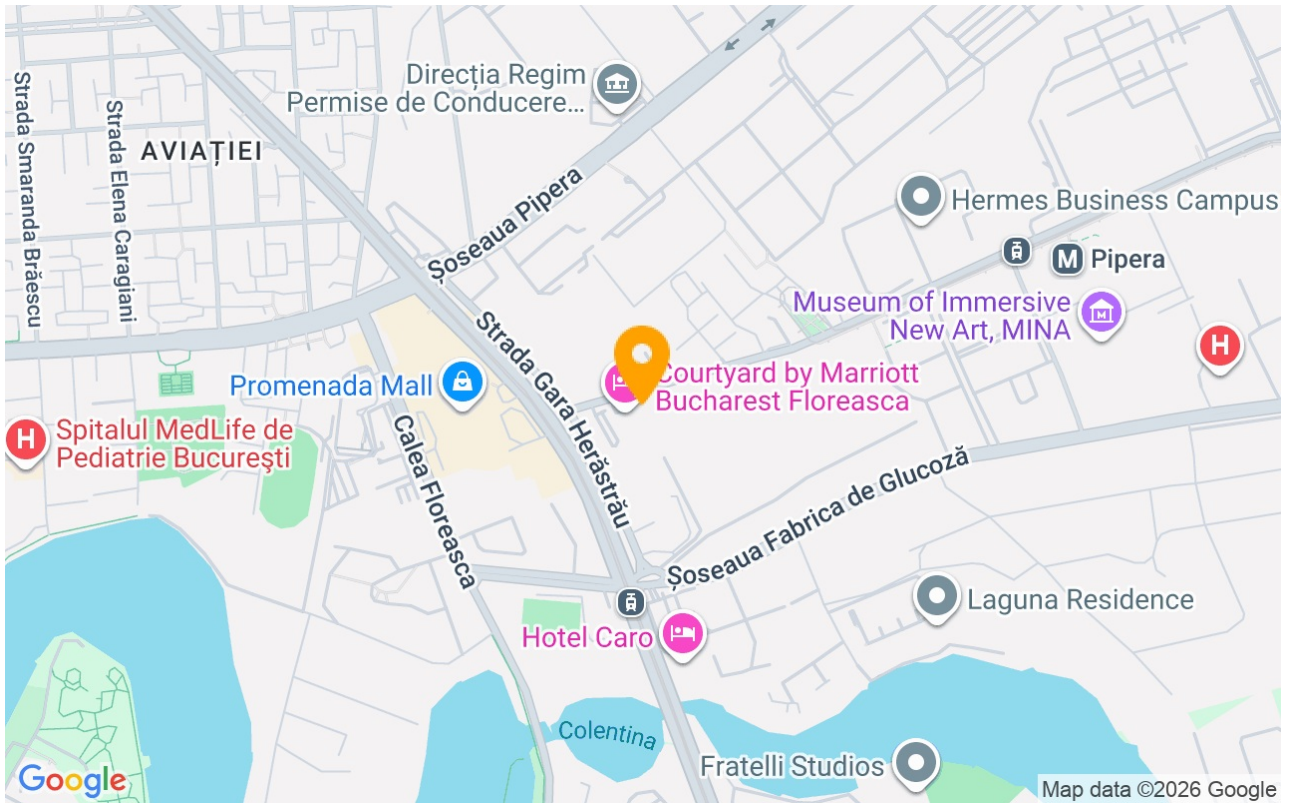 Direcția Regim
Permise de Conducere...
Strada Smaranda Brăescu
Strada Elena Caragiani
AVIAȚIEI
Șoseaua Pipera
Hermes Business Campus
M Pipera
Museum of Immersive
New Art, MINA
H
Strada Gara Herăstrău
Promenada Mall
Courtyard by Marriott
Bucharest Floreasca
H
Spitalul MedLife de
Pediatrie Bucureşti
Calea Floreasca
Șoseaua Fabrica de Glucoză
Laguna Residence
Hotel Caro
Colentina
Fratelli Studios
Google
Map data ©2026 Google